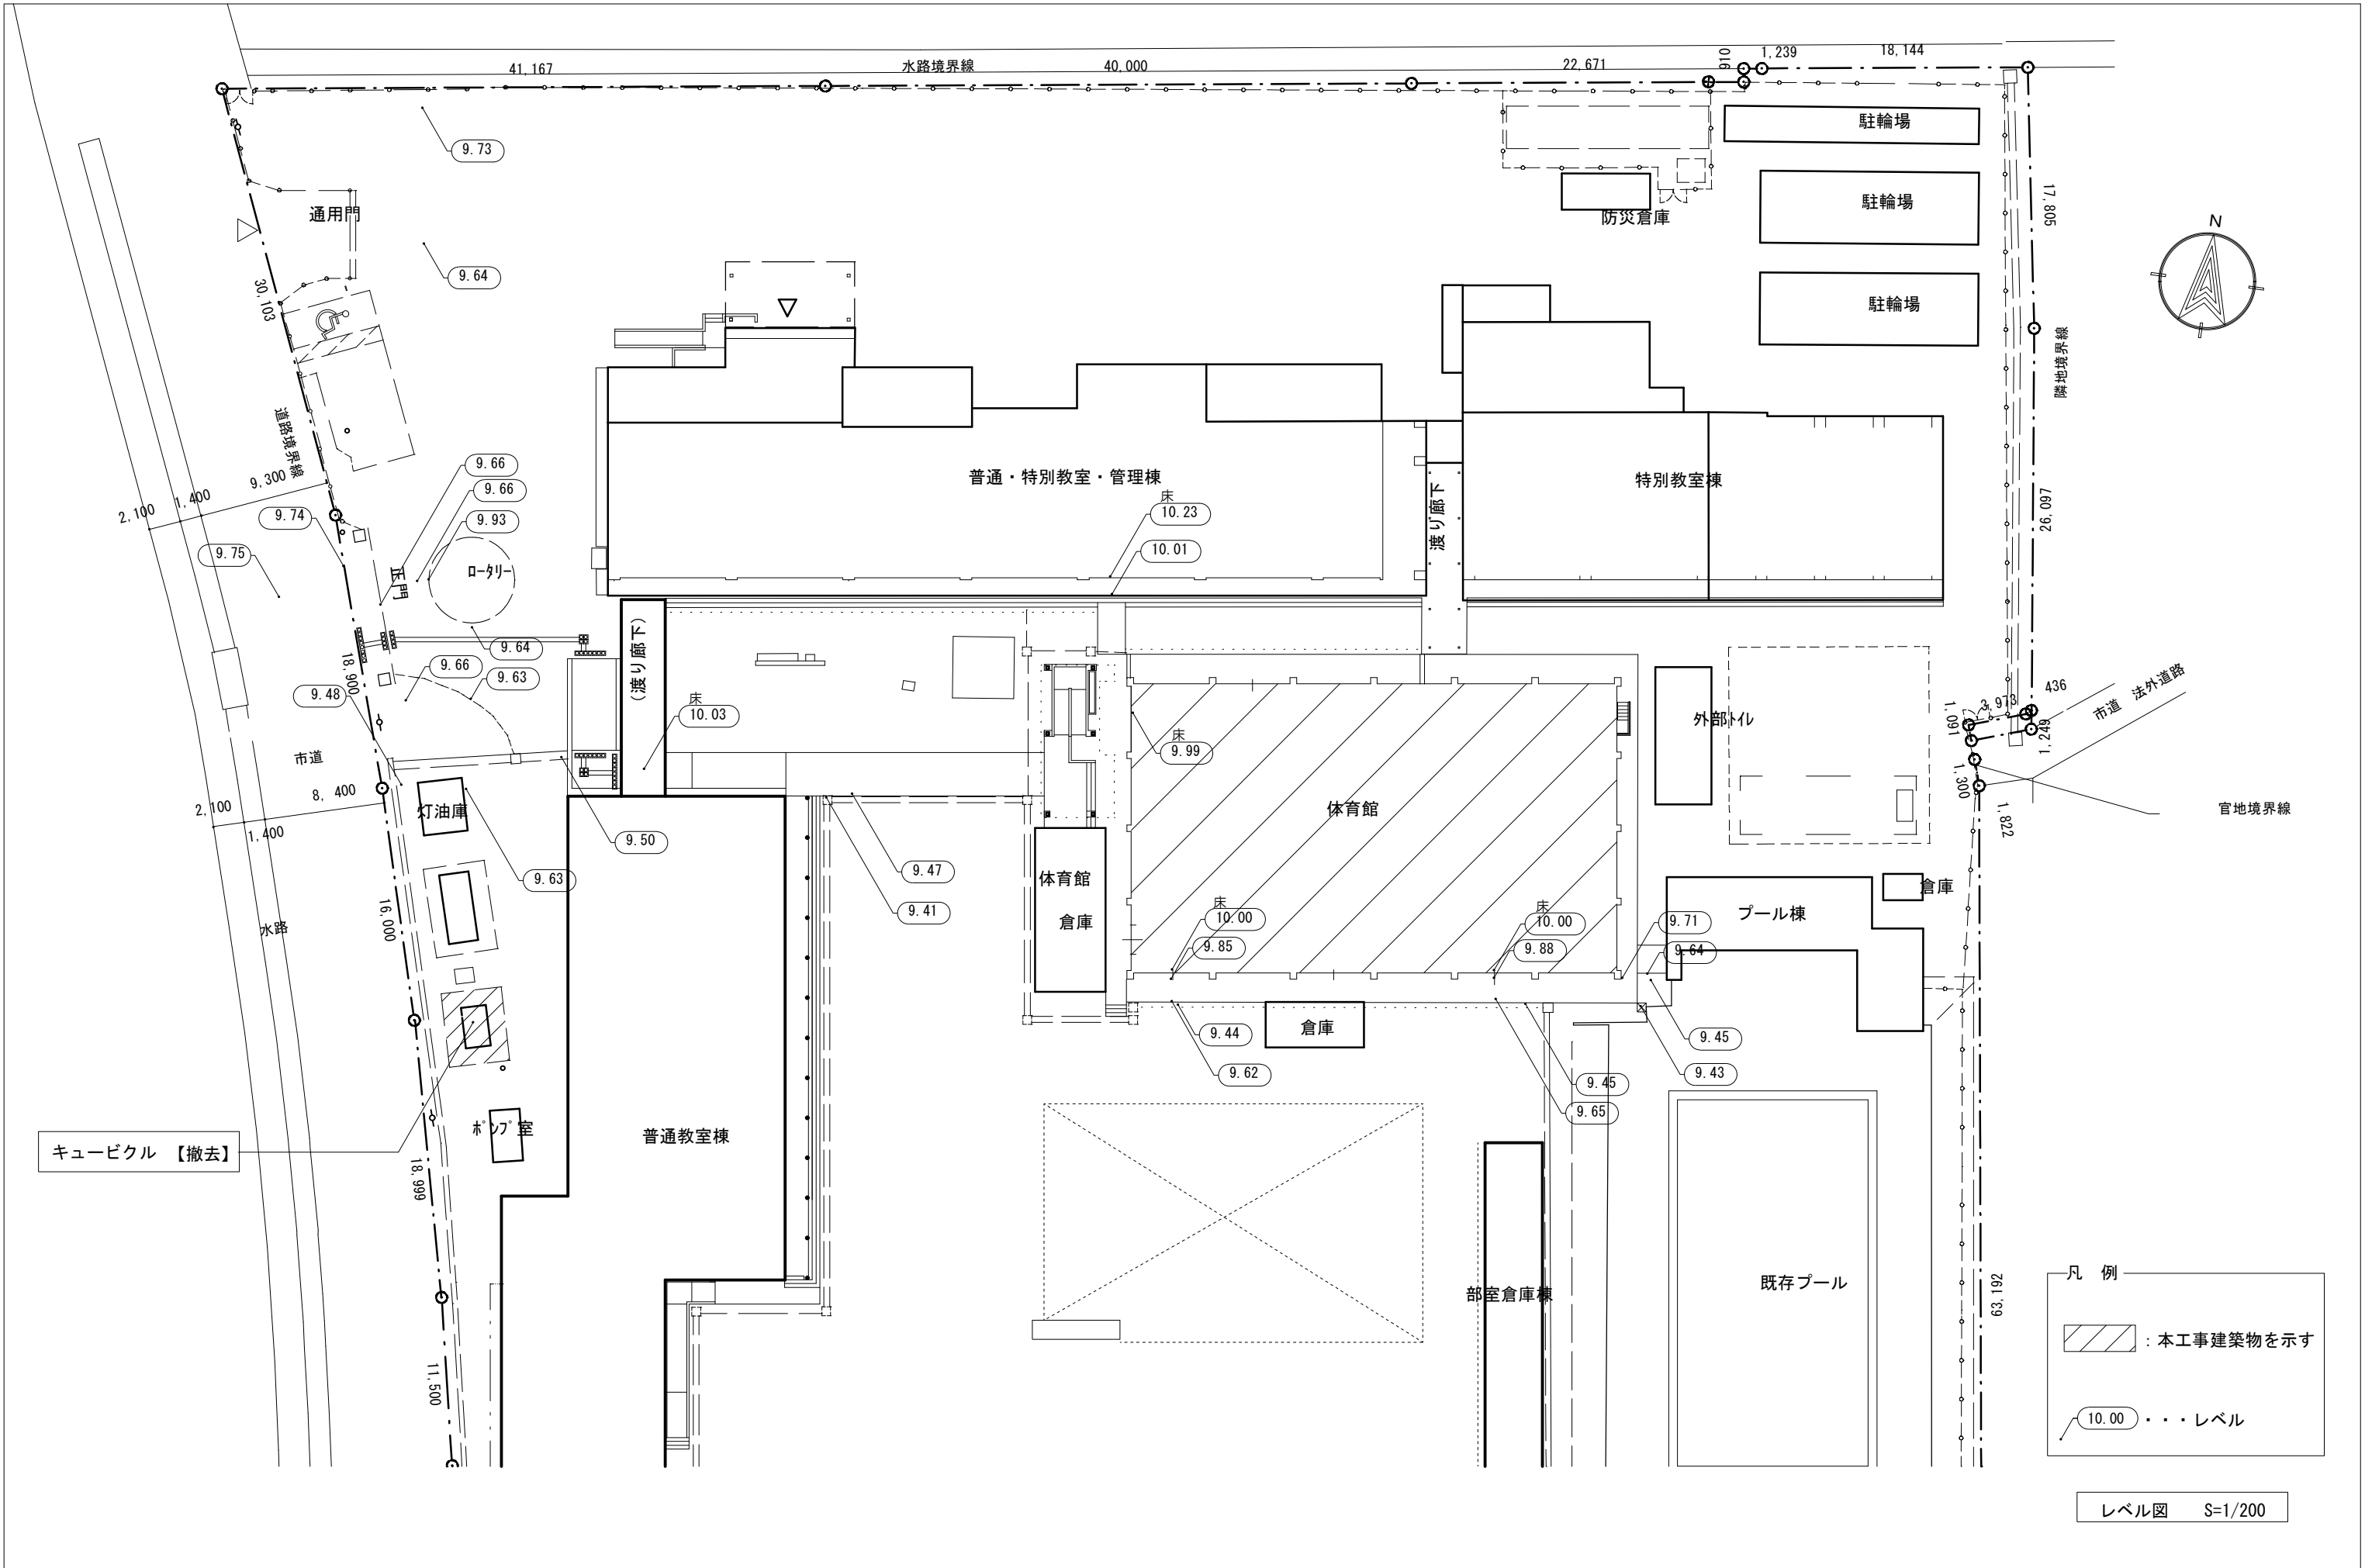 41,167
水路境界線
40,000
22,671
910
1,239
18,144
9.73
駐輪場
通用門
9.64
防災倉庫
駐輪場
17,805
N
30,103
駐輪場
隣地境界線
道路境界線
9.66
9.66
9.93
9,300
1,400
2,100
9.74
9.75
正門
ロータリー
普通・特別教室・管理棟
床
10.23
10.01
渡り廊下
特別教室棟
26,097
9.64
9.66
9.63
18,900
9.48
(渡り廊下)
床
10.03
床
9.99
外部トイレ
1,091
3,973
436
1,249
市道 法外道路
市道
1,300
1,822
官地境界線
2,100
1,400
8,400
灯油庫
9.50
9.63
9.47
9.41
体育館
体育館
倉庫
床
10.00
9.85
床
10.00
9.88
9.71
9.64
プール棟
倉庫
16,000
水路
9.44
9.62
倉庫
9.45
9.65
9.45
9.43
キュービクル 【撤去】
ポンプ室
18,999
普通教室棟
部室倉庫棟
既存プール
63,192
11,500
凡 例
:本工事建築物を示す
10.00
・・・レベル
レベル図 S=1/200